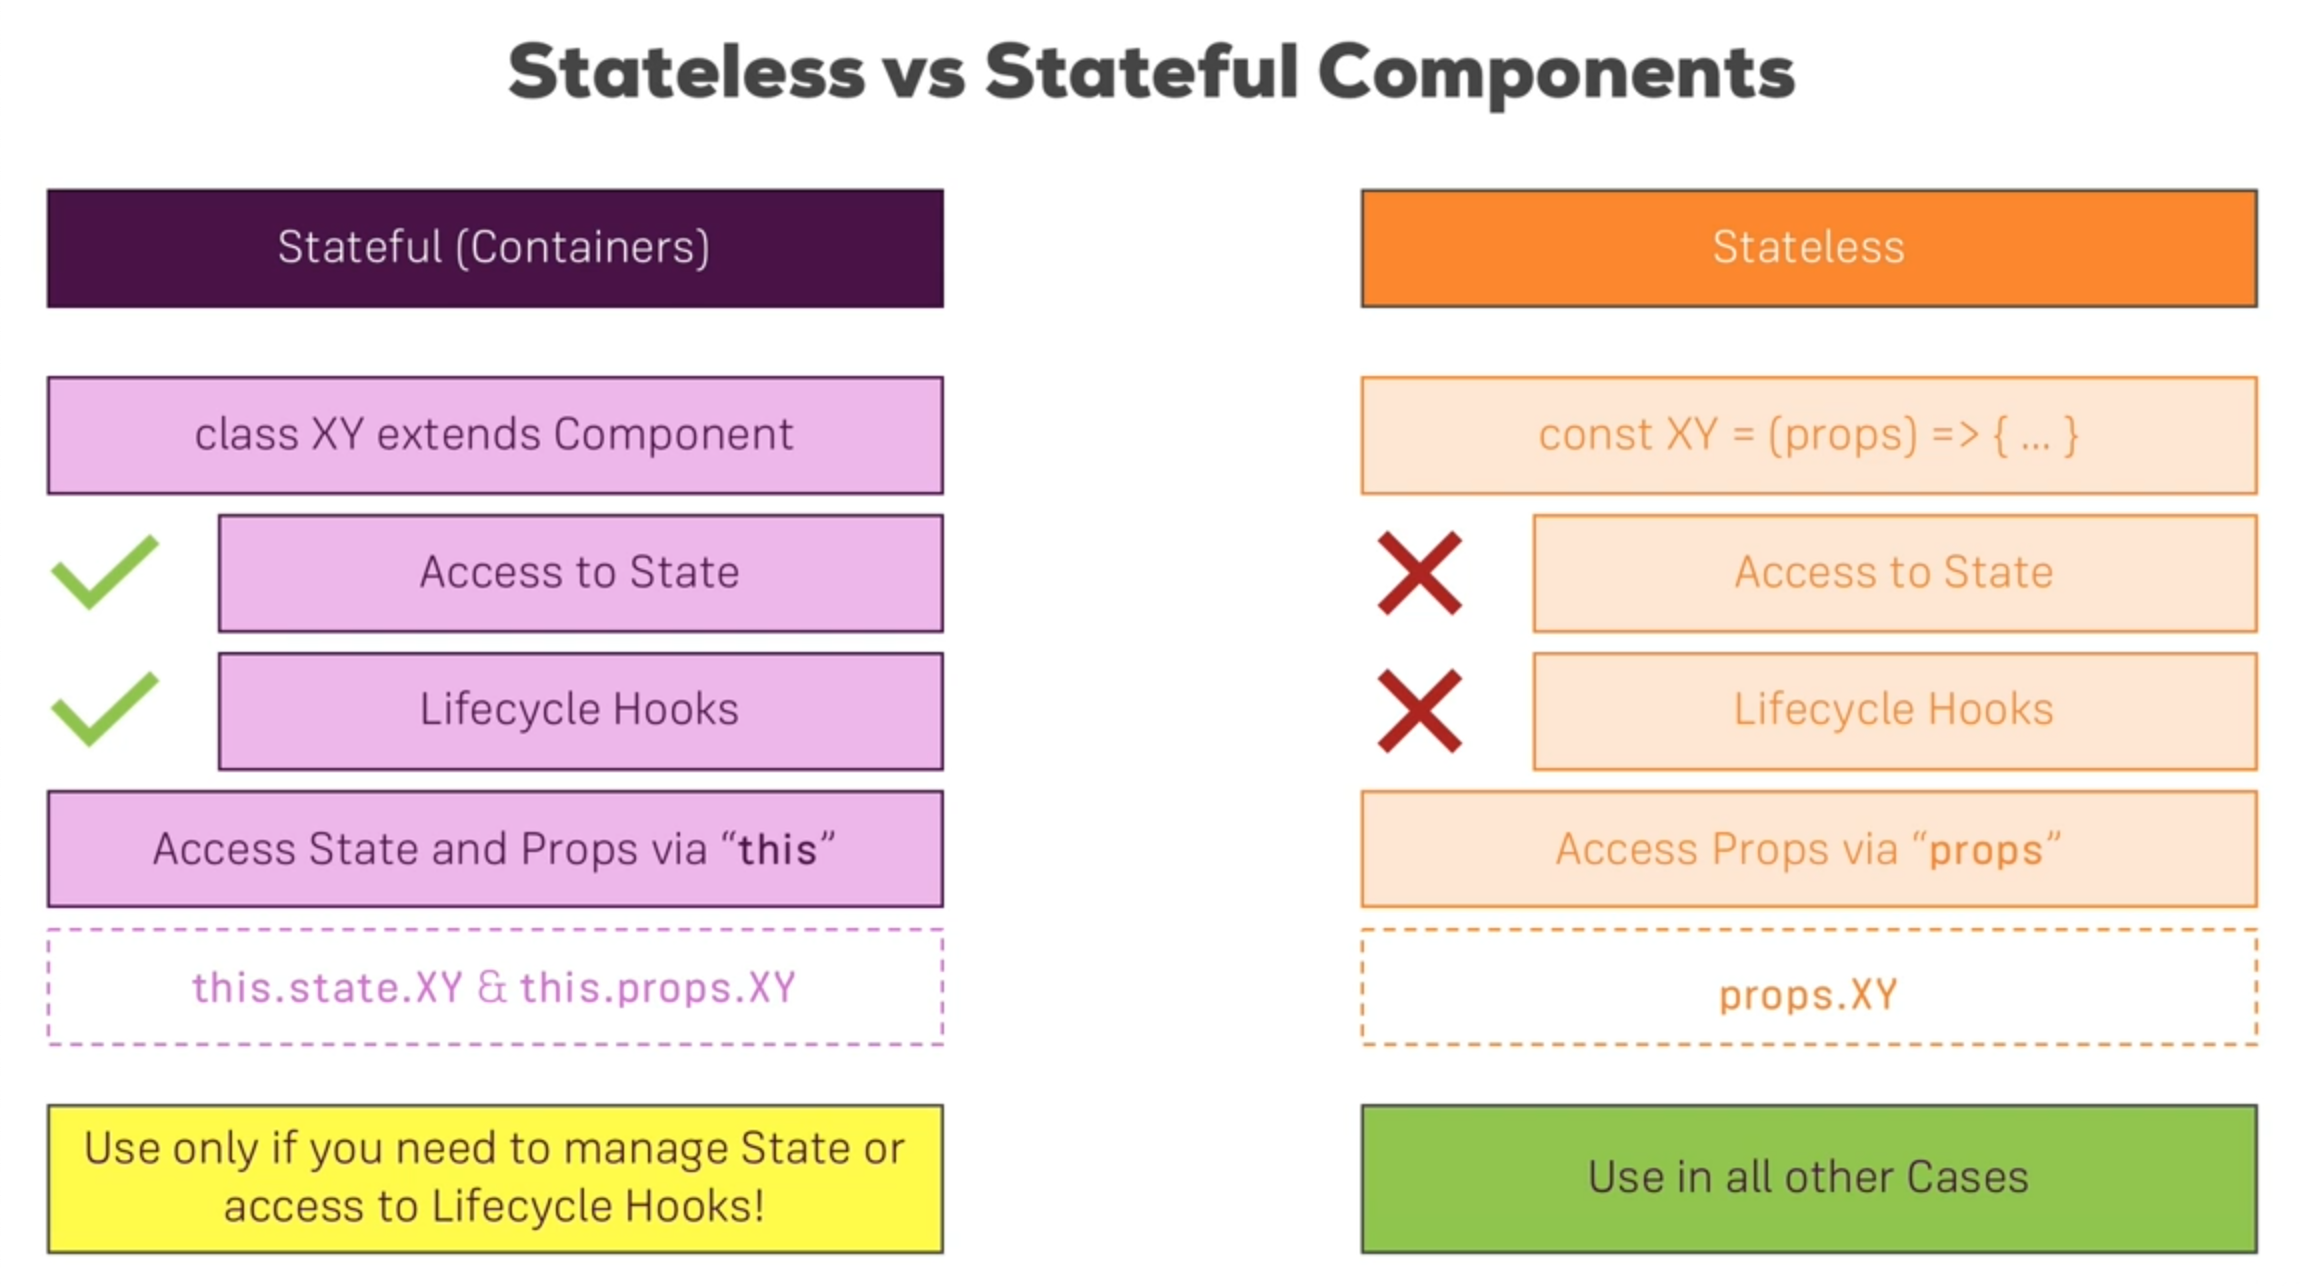 Stateless vs Stateful Components
Stateful (Containers)
class XY extends Component
Access to State
Lifecycle Hooks
Access State and Props via “this”
this.state.XY & this.props.XY
Use only if you need to manage State or
access to Lifecycle Hooks!
Stateless
const XY = (props) => { ... }
Access to State
Lifecycle Hooks
Access Props via “props”
props.XY
Use in all other Cases